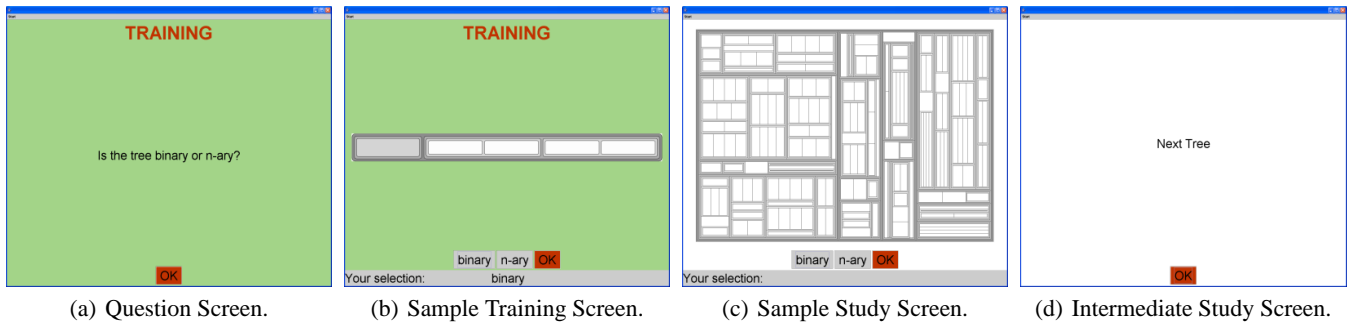 TRAINING
Is the tree binary or n-ary?
OK
TRAINING
binary n-ary OK
Your selection: binary
binary n-ary OK
Your selection:
Next Tree
OK
(a) Question Screen.
(b) Sample Training Screen.
(c) Sample Study Screen.
(d) Intermediate Study Screen.